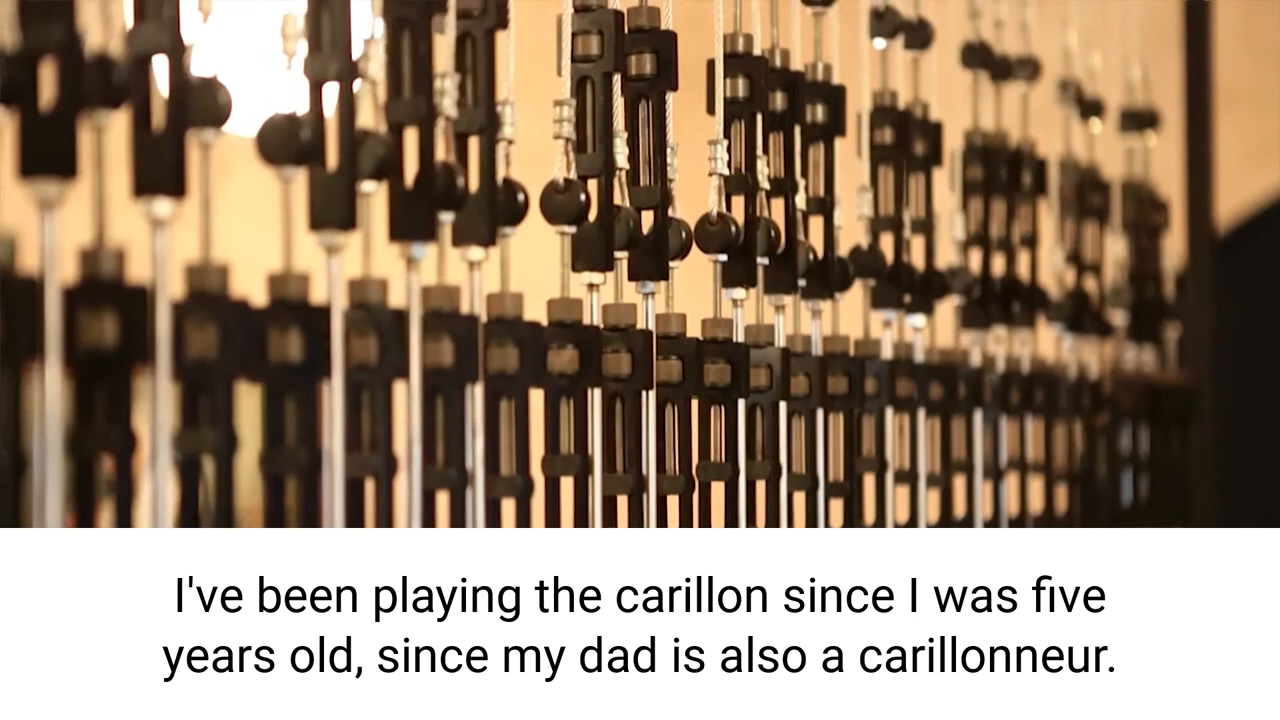 I've been playing the carillon since I was five
years old, since my dad is also a carillonneur.